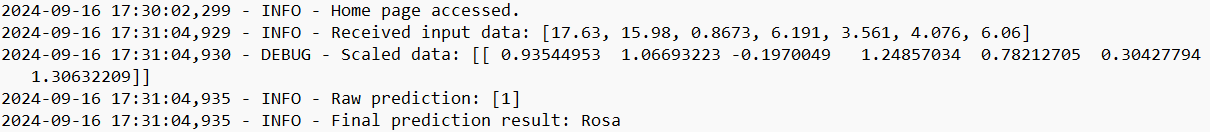 2024-09-16 17:30:02,299 - INFO - Home page accessed.
2024-09-16 17:31:04,929 - INFO - Received input data: [17.63, 15.98, 0.8673, 6.191, 3.561, 4.076, 6.06]
2024-09-16 17:31:04,930 - DEBUG - Scaled data: [[ 0.93544953  1.06693223 -0.1970049   1.24857034  0.78212705  0.30427794
   1.30632209]]
2024-09-16 17:31:04,935 - INFO - Raw prediction: [1]
2024-09-16 17:31:04,935 - INFO - Final prediction result: Rosa